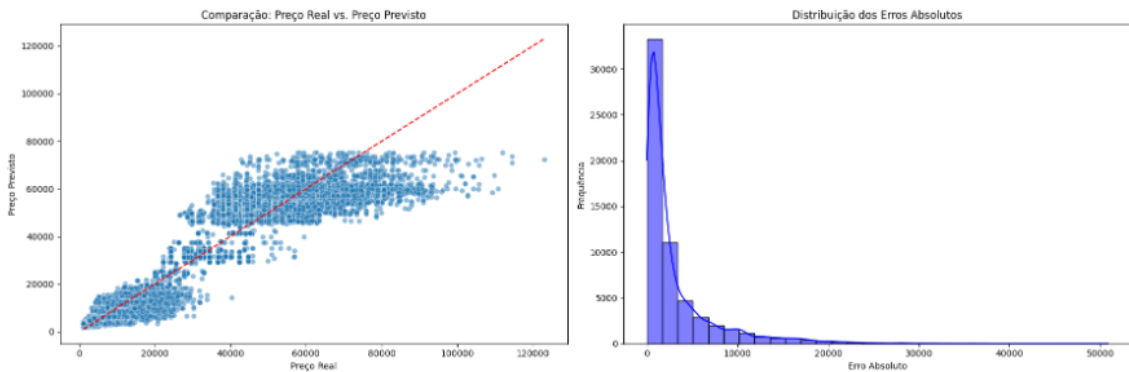 Comparação: Preço Real vs. Preço Previsto
120000
100000
80000
60000
40000
20000
0
Preço Previsto
0 20000 40000 60000 80000 100000 120000
Preço Real
Distribuição dos Erros Absolutos
30000
25000
20000
15000
10000
5000
0
Frequência
0 10000 20000 30000 40000 50000
Erro Absoluto